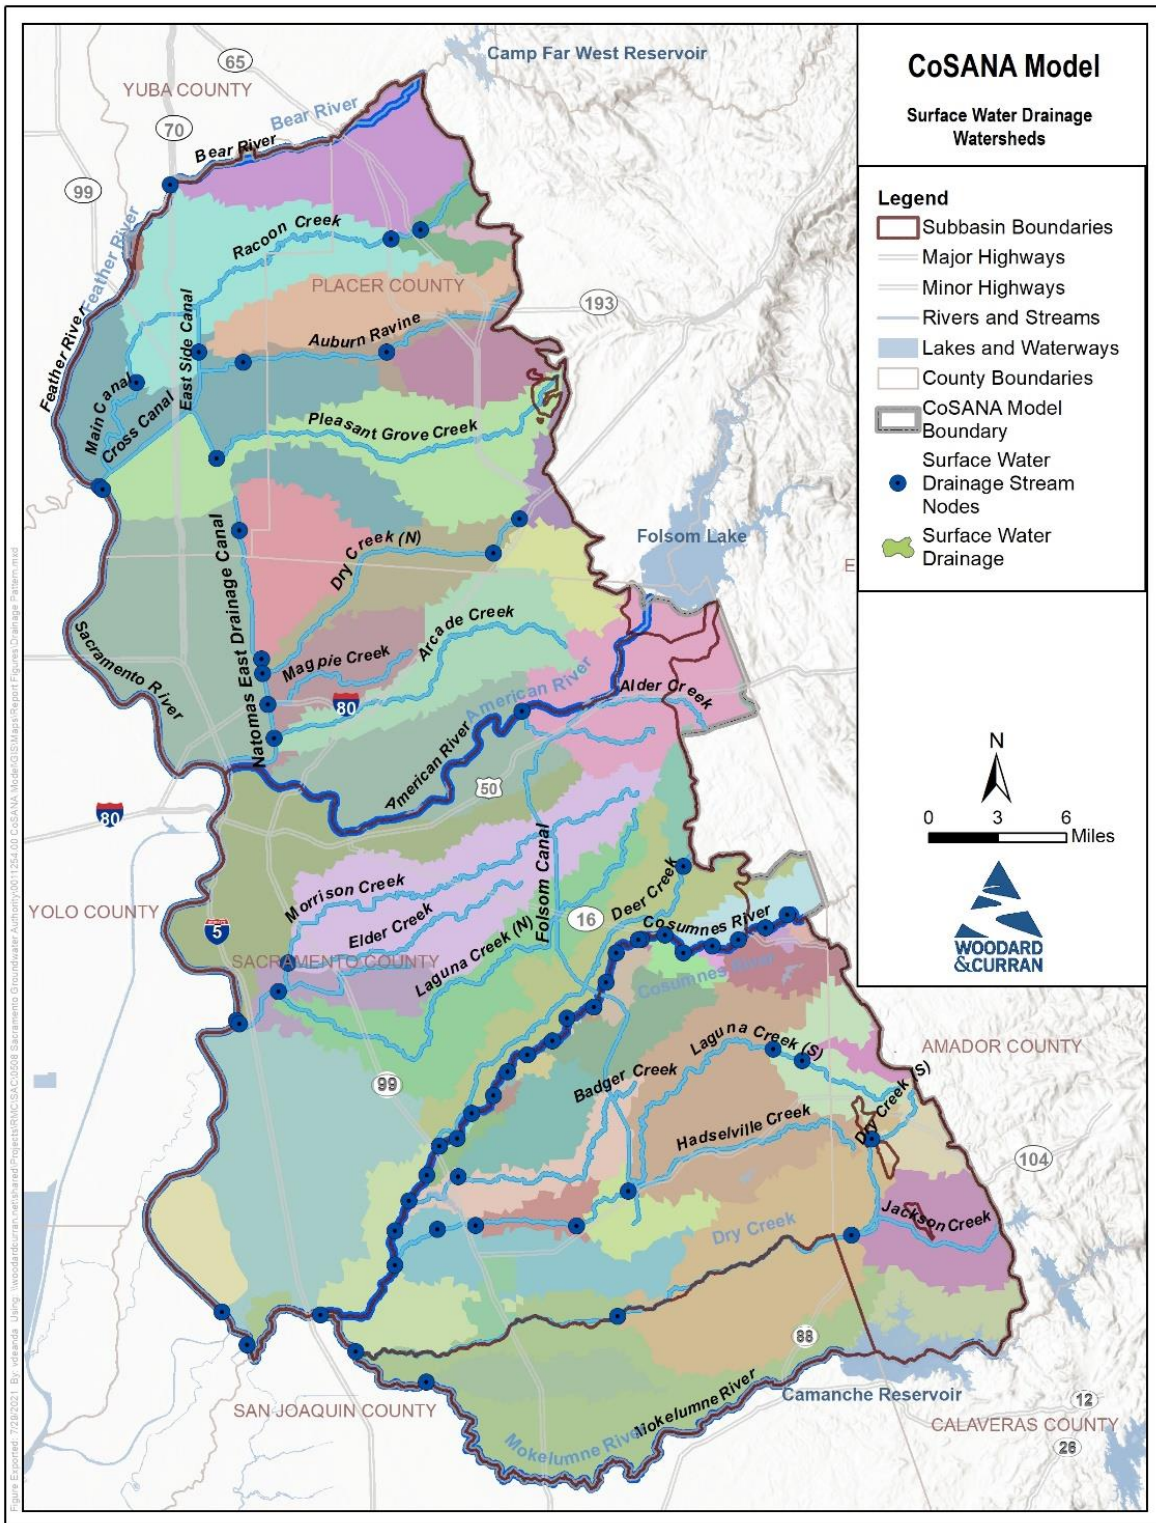 CoSANA Model
Surface Water Drainage
Watersheds
Legend
Subbasin Boundaries
Major Highways
Minor Highways
Rivers and Streams
Lakes and Waterways
County Boundaries
CoSANA Model
Boundary
Surface Water
Drainage Stream
Nodes
Surface Water
Drainage
N
0 3 6
Miles
WOODARD
&CURRAN
Camp Far West Reservoir
65
YUBA COUNTY
Bear River
70
Bear River
99
Feather River
Racoon Creek
PLACER COUNTY
193
Feather River
East Side Canal
Auburn Ravine
Main Canal
Cross Canal
Pleasant Grove Creek
Folsom Lake
E
Natomas East Drainage Canal
Dry Creek (N)
Arcade Creek
Magpie Creek
Sacramento River
80
American River
Alder Creek
American River
50
80
Morrison Creek
Folsom Canal
Deer Creek
YOLO COUNTY
5
Elder Creek
16
Cosumnes River
SACRAMENTO COUNTY
Laguna Creek (N)
Cosumnes River
Laguna Creek (S)
AMADOR COUNTY
99
Badger Creek
Dry Creek (S)
Hadselville Creek
104
Jackson Creek
Dry Creek
88
Camanche Reservoir
SAN JOAQUIN COUNTY
Mokelumne River
Mokelumne River
12
CALAVERAS COUNTY
26